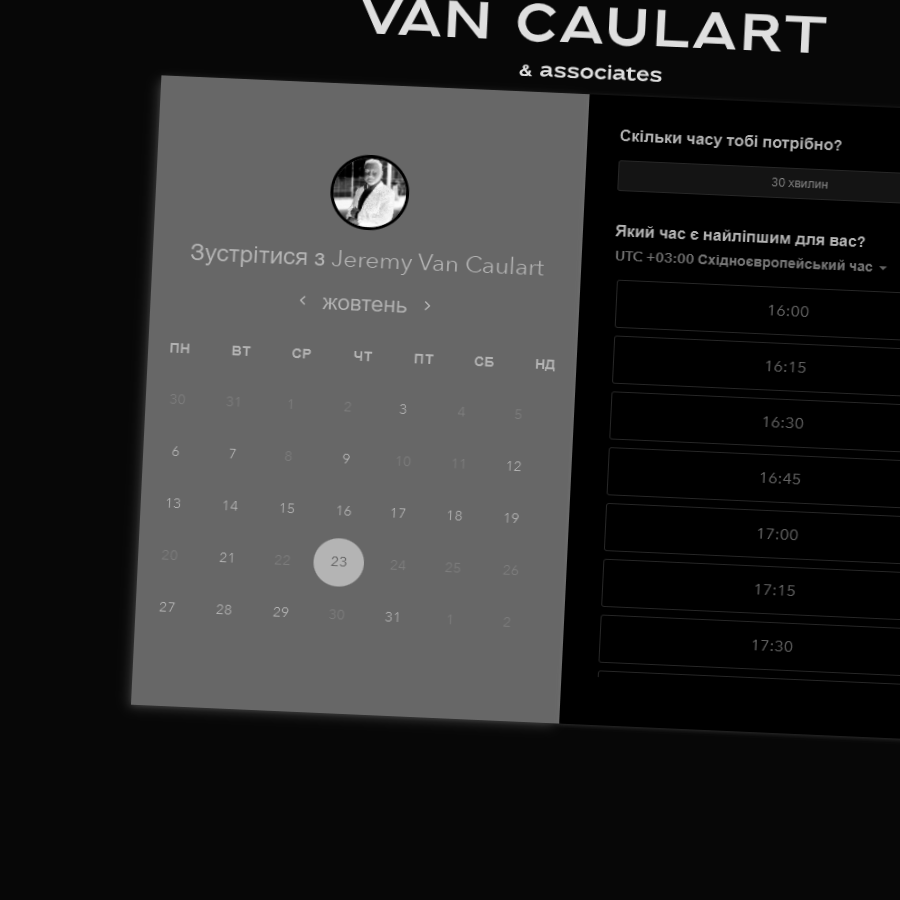 VAN CAULART
& associates
Зустрітися з Jeremy Van Caulart
жовтень
ПН ВТ СР ЧТ ПТ СБ НД
30 31 1 2 3 4 5
6 7 8 9 10 11 12
13 14 15 16 17 18 19
20 21 22 23 24 25 26
27 28 29 30 31 1 2
Скільки часу тобі потрібно?
30 хвилин
Який час є найліпшим для вас?
UTC +03:00 Східноєвропейський час
16:00
16:15
16:30
16:45
17:00
17:15
17:30